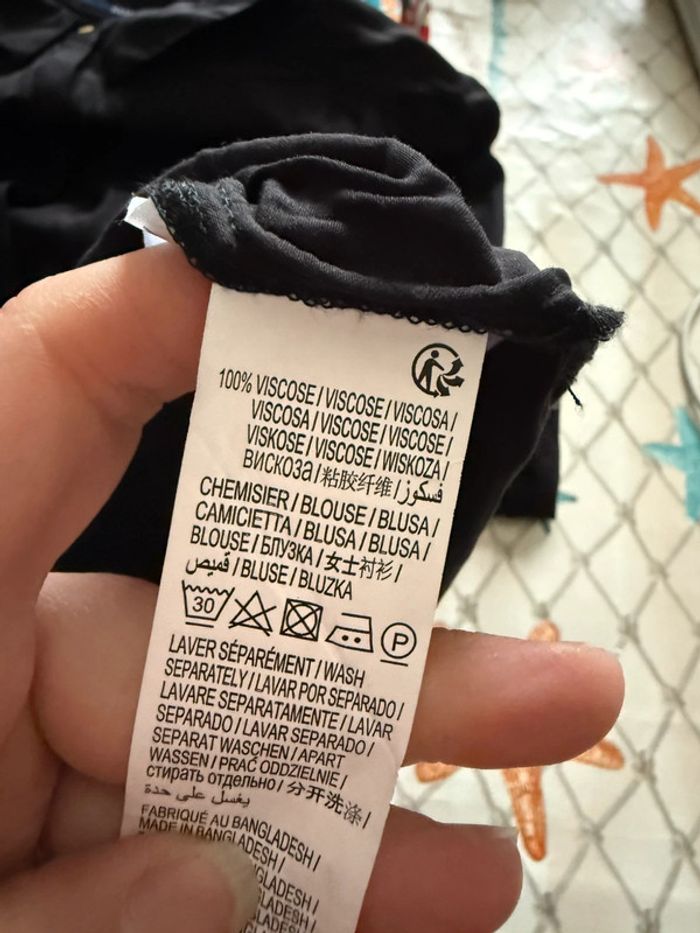 100% VISCOSE / VISCOSE / VISCOSA /
VISCOSA / VISCOSE / VISCOSE /
VISKOSE / VISCOSE / WISKOZA /
ВИСКОЗа / 粘胶纤维 / فسكوز
CHEMISIER / BLOUSE / BLUSA /
CAMICIETTA / BLUSA / BLUSA /
BLOUSE / БЛУЗКА / 女士衬衫 /
قميص / BLUSE / BLUZKA
30 P
LAVER SÉPARÉMENT / WASH
SEPARATELY / LAVAR POR SEPARADO /
LAVARE SEPARATAMENTE / LAVAR
SEPARADO / LAVAR SEPARADO /
SEPARAT WASCHEN / APART
WASSEN / PRAĆ ODDZIELNIE /
стирать отдельно / 分开洗涤 /
يغسل على حدة
FABRIQUÉ AU BANGLADESH /
MADE IN BANGLADESH /